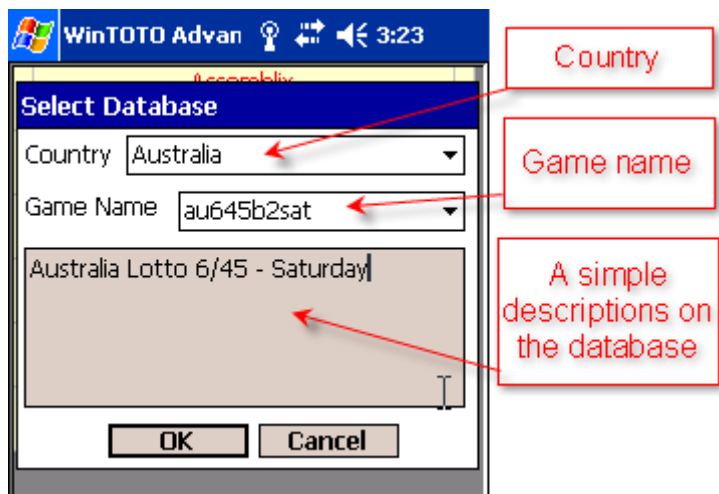 WinTOTO Advan 3:23
Assemblix
Select Database
Country Australia
Game Name au645b2sat
Australia Lotto 6/45 - Saturday
OK Cancel
Country
Game name
A simple
descriptions on
the database